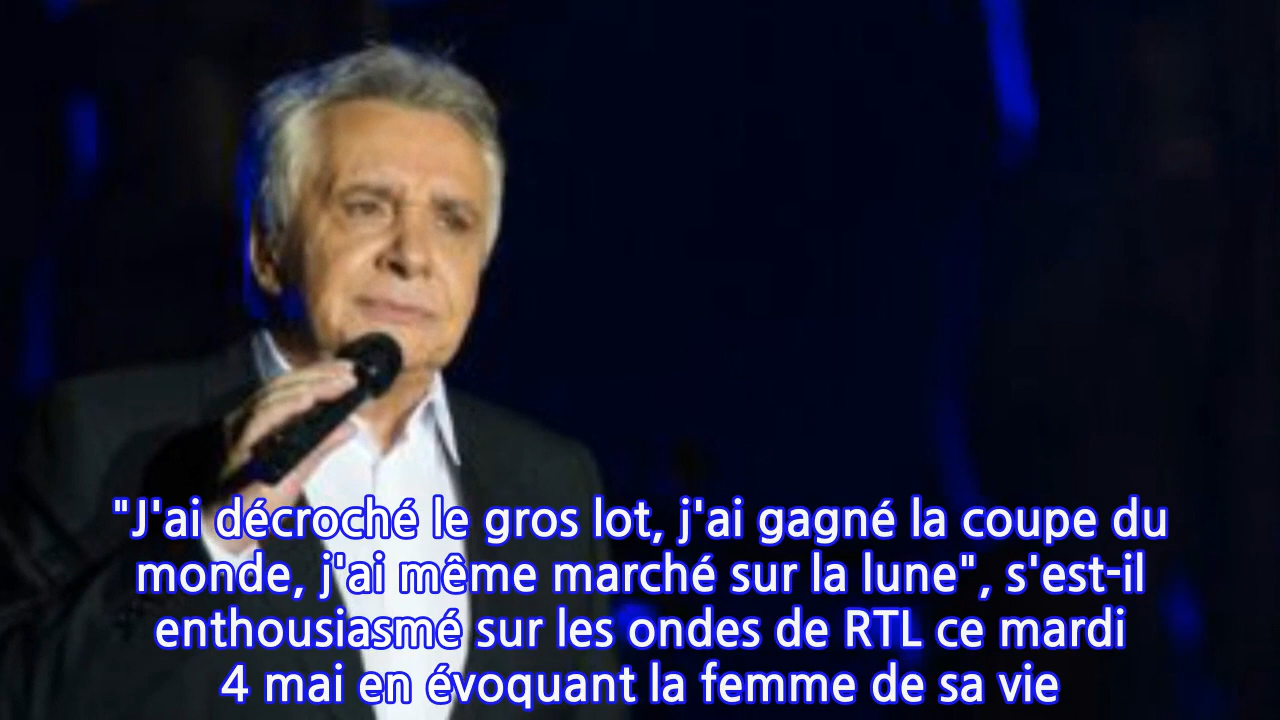 "J'ai décroché le gros lot, j'ai gagné la coupe du
monde, j'ai même marché sur la lune", s'est-il
enthousiasmé sur les ondes de RTL ce mardi
4 mai en évoquant la femme de sa vie